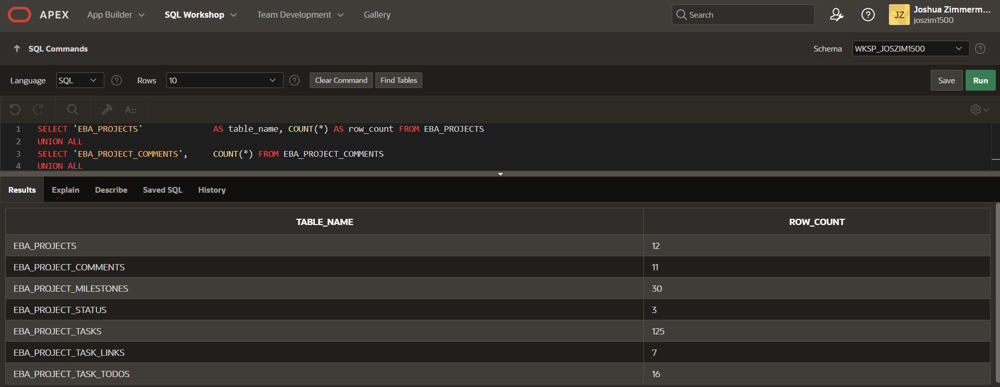 APEX App Builder SQL Workshop Team Development Gallery Search ? JZ Joshua Zimmerm...
joszim1500
SQL Commands Schema WKSP_JOSZIM1500 ?
Language SQL ? Rows 10 ? Clear Command Find Tables Save Run
A
1 SELECT 'EBA_PROJECTS' AS table_name, COUNT(*) AS row_count FROM EBA_PROJECTS
2 UNION ALL
3 SELECT 'EBA_PROJECT_COMMENTS', COUNT(*) FROM EBA_PROJECT_COMMENTS
4 UNION ALL
Results Explain Describe Saved SQL History
TABLE_NAME ROW_COUNT
EBA_PROJECTS 12
EBA_PROJECT_COMMENTS 11
EBA_PROJECT_MILESTONES 30
EBA_PROJECT_STATUS 3
EBA_PROJECT_TASKS 125
EBA_PROJECT_TASK_LINKS 7
EBA_PROJECT_TASK_TODOS 16